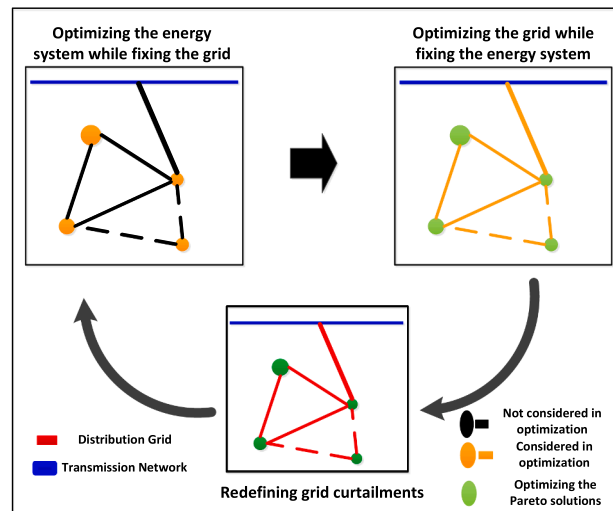 Optimizing the energy
system while fixing the grid
Optimizing the grid while
fixing the energy system
Distribution Grid
Transmission Network
Redefining grid curtailments
Not considered in
optimization
Considered in
optimization
Optimizing the
Pareto solutions